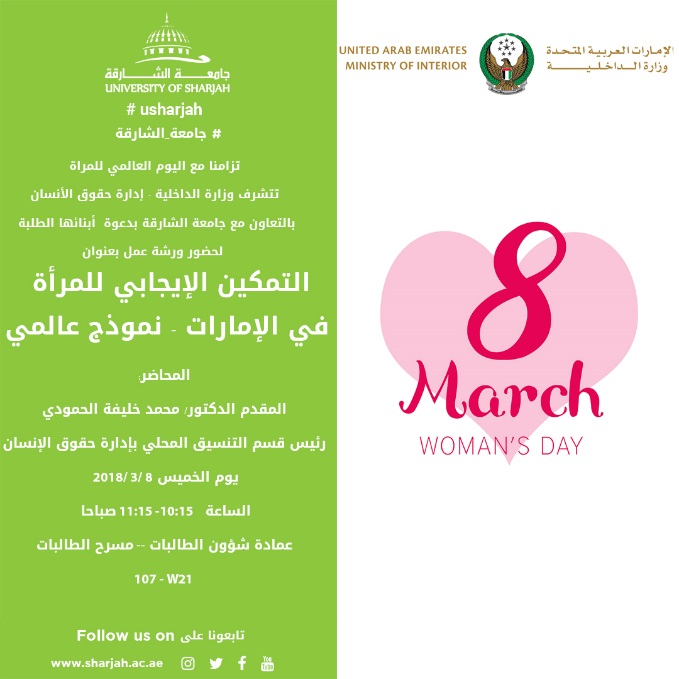 جامعة الشارقة
UNIVERSITY OF SHARJAH
# usharjah
# جامعة_الشارقة
تزامنا مع اليوم العالمي للمراة
تتشرف وزارة الداخلية - إدارة حقوق الأنسان
بالتعاون مع جامعة الشارقة بدعوة أبنائها الطلبة
لحضور ورشة عمل بعنوان
التمكين الإيجابي للمرأة
في الإمارات - نموذج عالمي
المحاضر:
المقدم الدكتور/ محمد خليفة الحمودي
رئيس قسم التنسيق المحلي بإدارة حقوق الإنسان
يوم الخميس 8 /3 /2018
الساعة 10:15 -11:15 صباحا
عمادة شؤون الطالبات -- مسرح الطالبات
107 - W21
Follow us on تابعونا على
www.sharjah.ac.ae
You Tube
UNITED ARAB EMIRATES
MINISTRY OF INTERIOR
الإمارات العربية المتحدة
وزارة الداخلية
8
March
WOMAN'S DAY